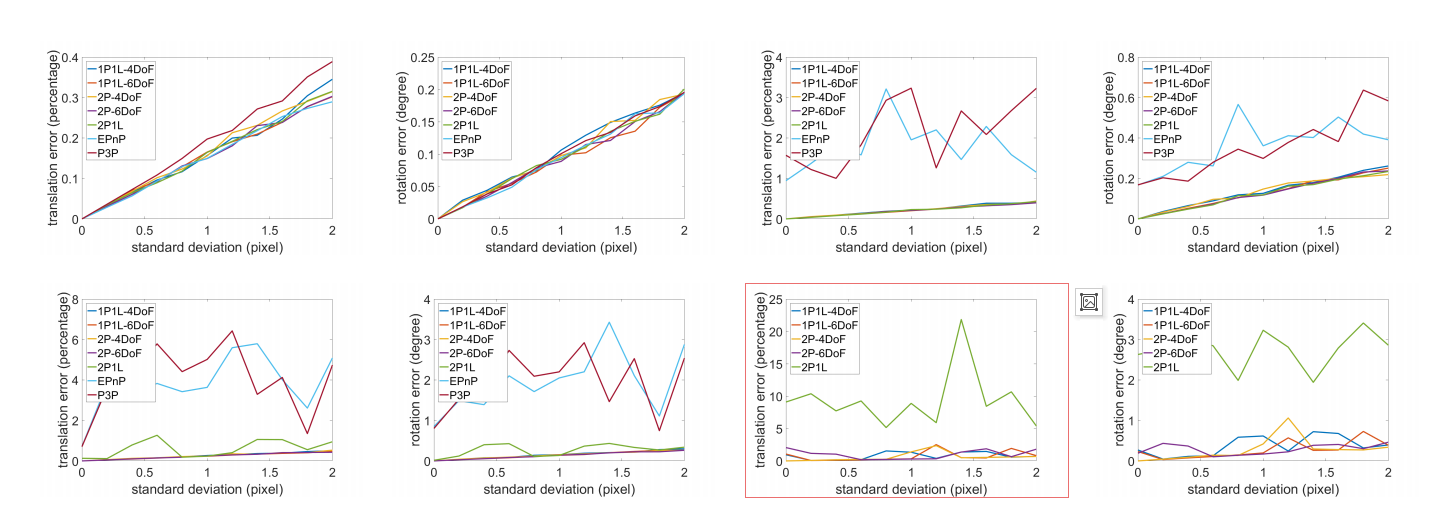 translation error (percentage)
0.4
0.3
0.2
0.1
0
1P1L-4DoF
1P1L-6DoF
2P-4DoF
2P-6DoF
2P1L
EPnP
P3P
0 0.5 1 1.5 2
standard deviation (pixel)
rotation error (degree)
0.25
0.2
0.15
0.1
0.05
0
1P1L-4DoF
1P1L-6DoF
2P-4DoF
2P-6DoF
2P1L
EPnP
P3P
0 0.5 1 1.5 2
standard deviation (pixel)
translation error (percentage)
4
3
2
1
0
1P1L-4DoF
1P1L-6DoF
2P-4DoF
2P-6DoF
2P1L
EPnP
P3P
0 0.5 1 1.5 2
standard deviation (pixel)
rotation error (degree)
0.8
0.6
0.4
0.2
0
1P1L-4DoF
1P1L-6DoF
2P-4DoF
2P-6DoF
2P1L
EPnP
P3P
0 0.5 1 1.5 2
standard deviation (pixel)
translation error (percentage)
8
6
4
2
0
1P1L-4DoF
1P1L-6DoF
2P-4DoF
2P-6DoF
2P1L
EPnP
P3P
0 0.5 1 1.5 2
standard deviation (pixel)
rotation error (degree)
4
3
2
1
0
1P1L-4DoF
1P1L-6DoF
2P-4DoF
2P-6DoF
2P1L
EPnP
P3P
0 0.5 1 1.5 2
standard deviation (pixel)
translation error (percentage)
25
20
15
10
5
0
1P1L-4DoF
1P1L-6DoF
2P-4DoF
2P-6DoF
2P1L
0 0.5 1 1.5 2
standard deviation (pixel)
rotation error (degree)
4
3
2
1
0
1P1L-4DoF
1P1L-6DoF
2P-4DoF
2P-6DoF
2P1L
0 0.5 1 1.5 2
standard deviation (pixel)